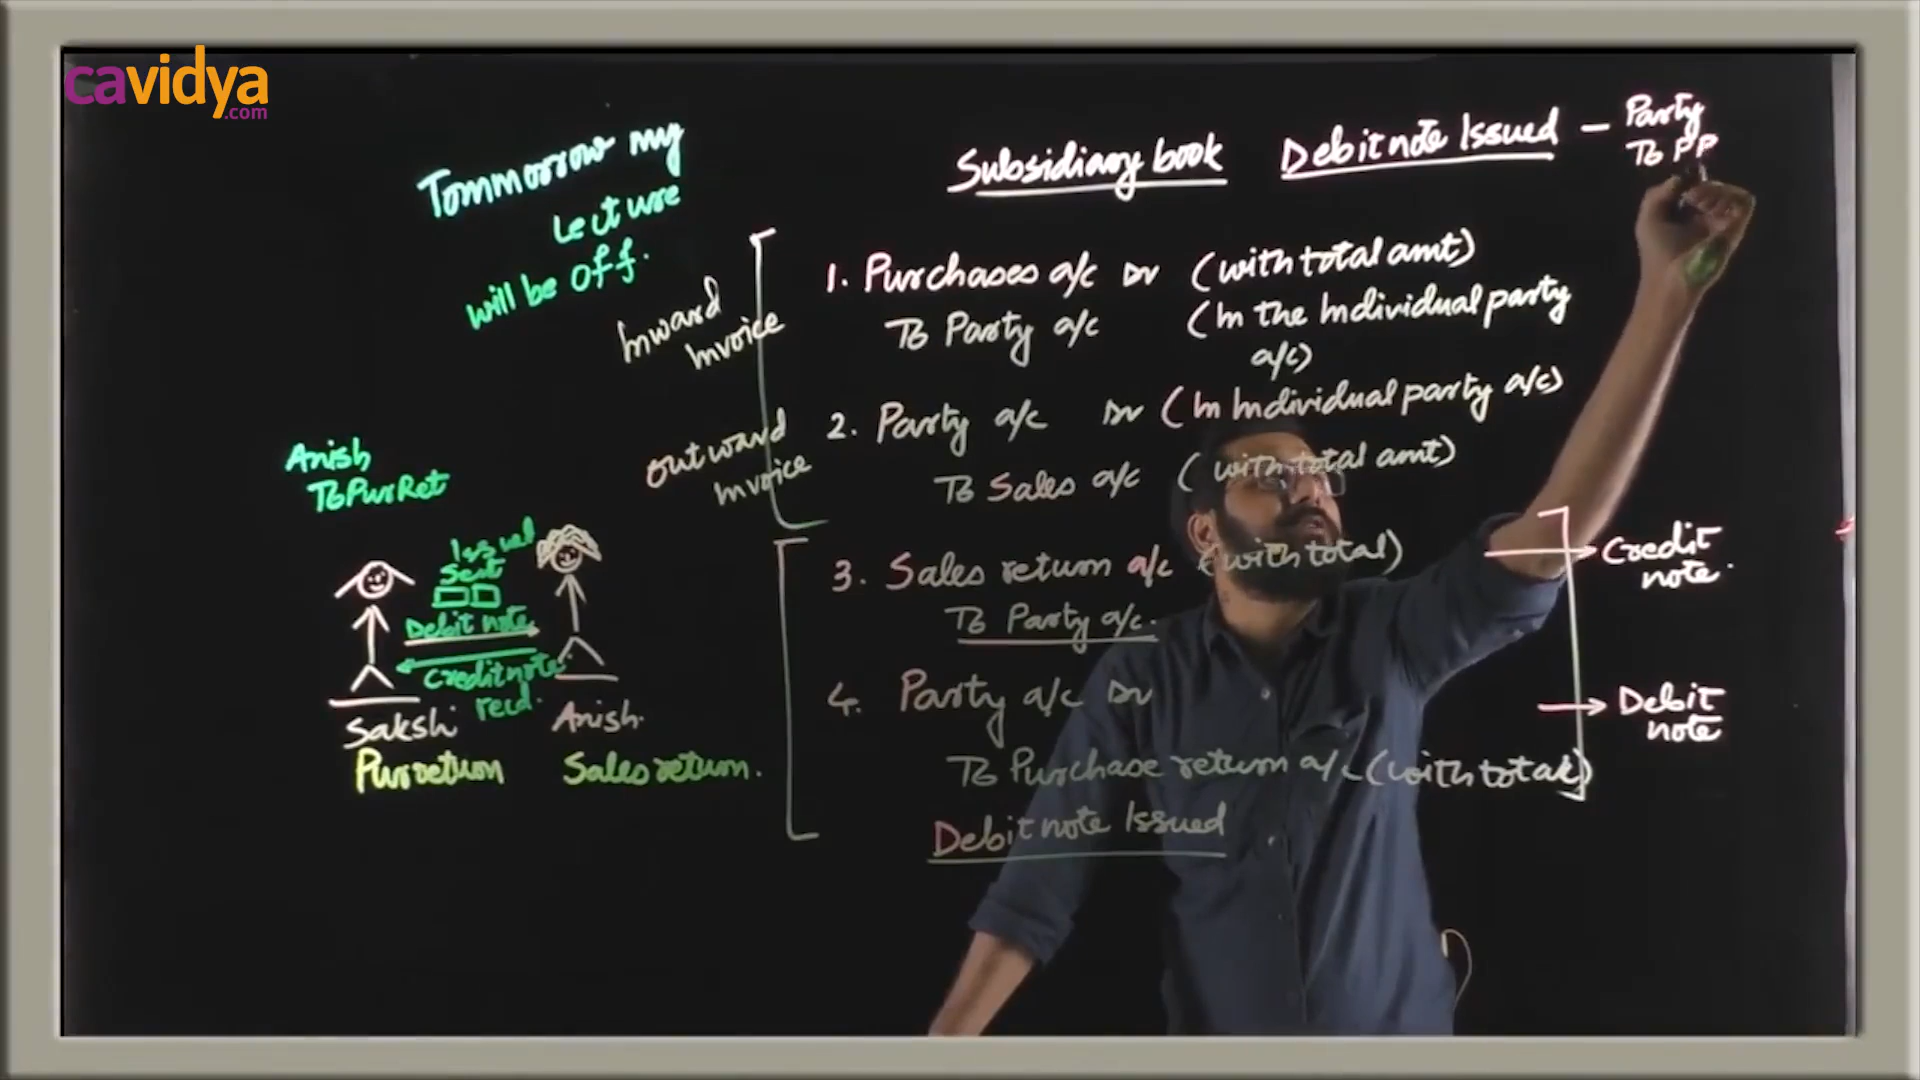 cavidya
.com
Tommorrow my
Lecture
will be off.
Subsidiary book
Debit note Issued – Party
To PP
Inward
Invoice
1. Purchases a/c Dr (with total amt)
To Party a/c (In the Individual party
a/c)
outward
Invoice
2. Party a/c Dr (In Individual party a/c)
To Sales a/c (with total amt)
Anish
To Pur Ret
Issued
Sent
Debit note
Credit note
recd.
Sakshi
Anish.
Pur return
Sales return.
3. Sales return a/c (with total)
To Party a/c.
4. Party a/c Dr
To Purchase return a/c (with total)
Debit note Issued
Credit
note.
Debit
note